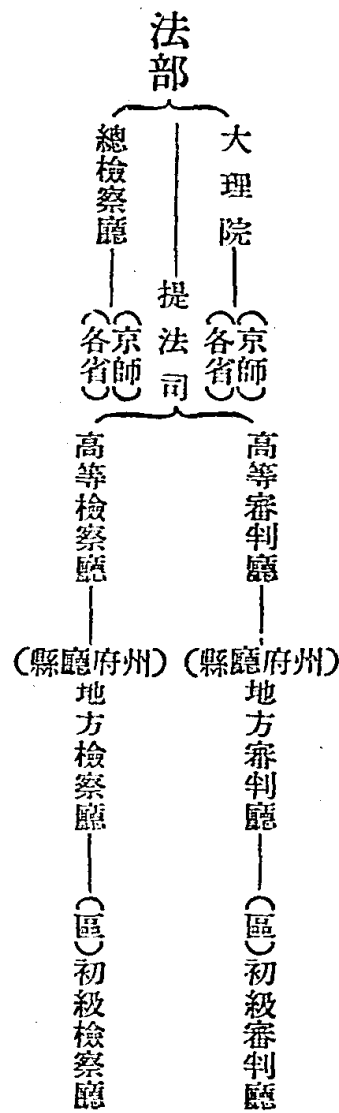 法部
大理院
(京師)
(各省)
高等審判廳
(縣廳府州)
地方審判廳
(區)初級審判廳
提法司
總檢察廳
(京師)
(各省)
高等檢察廳
(縣廳府州)
地方檢察廳
(區)初級檢察廳